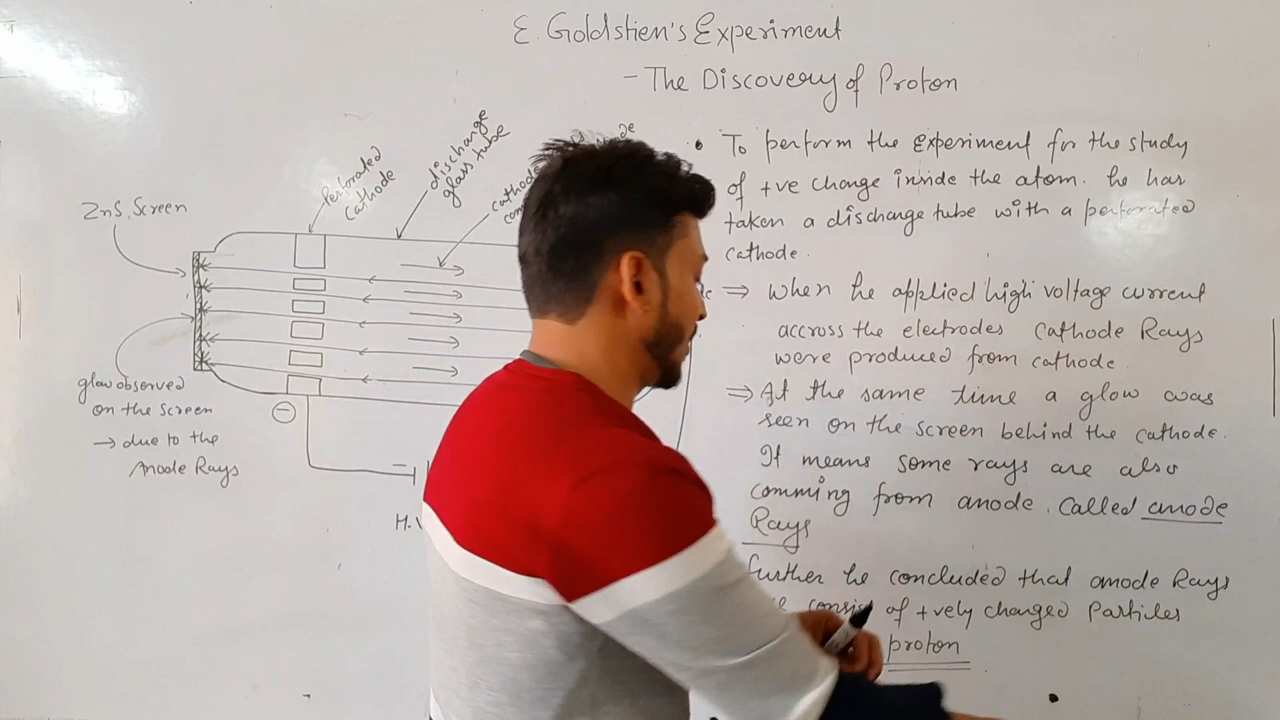 E. Goldstien's Experiment
- The Discovery of Proton
ZnS. Screen
Perforated
cathode
discharge
glass tube
cathode
glow observed
on the screen
→ due to the
Anode Rays
H.V
• To perform the experiment for the study
of +ve charge inside the atom. he has
taken a discharge tube with a perforated
cathode.
⇒ when he applied high voltage current
accross the electrodes cathode Rays
were produced from cathode.
⇒ At the same time a glow was
seen on the screen behind the cathode.
It means some rays are also
comming from anode. Called anode
Rays
further he concluded that anode Rays
of +vely charged Particles
proton